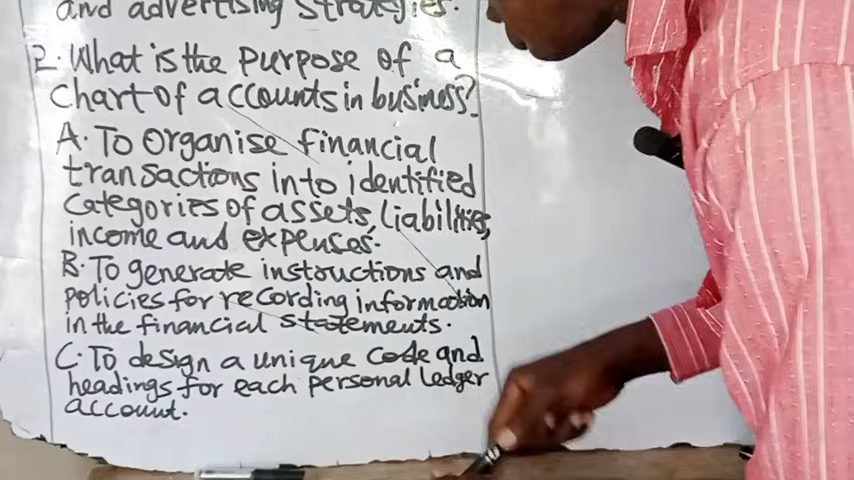 and advertising strategies.
2. What is the purpose of a
Chart of accounts in business?
A. To Organise financial
transactions into identified
Categories of assets, liabilities,
income and expenses.
B. To generate instructions and
policies for recording information
in the financial statements.
C. To design a unique code and
headings for each personal Ledger
account.